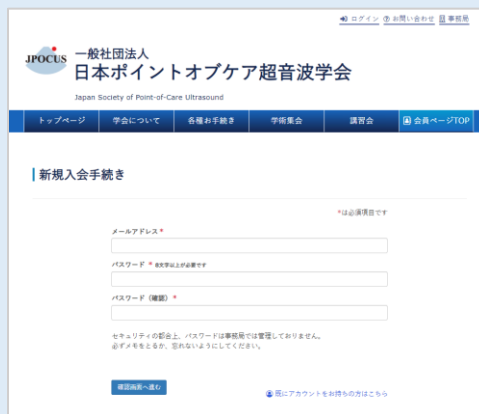 ログイン お問い合わせ 事務局
JPOCUS 一般社団法人
日本ポイントオブケア超音波学会
Japan Society of Point-of-Care Ultrasound
トップページ 学会について 各種お手続き 学術集会 講習会 会員ページTOP
新規入会手続き
*は必須項目です
メールアドレス *
パスワード * 8文字以上が必要です
パスワード（確認） *
セキュリティの都合上、パスワードは事務局では管理しておりません。
必ずメモをとるか、忘れないようにしてください。
確認画面へ進む
既にアカウントをお持ちの方はこちら